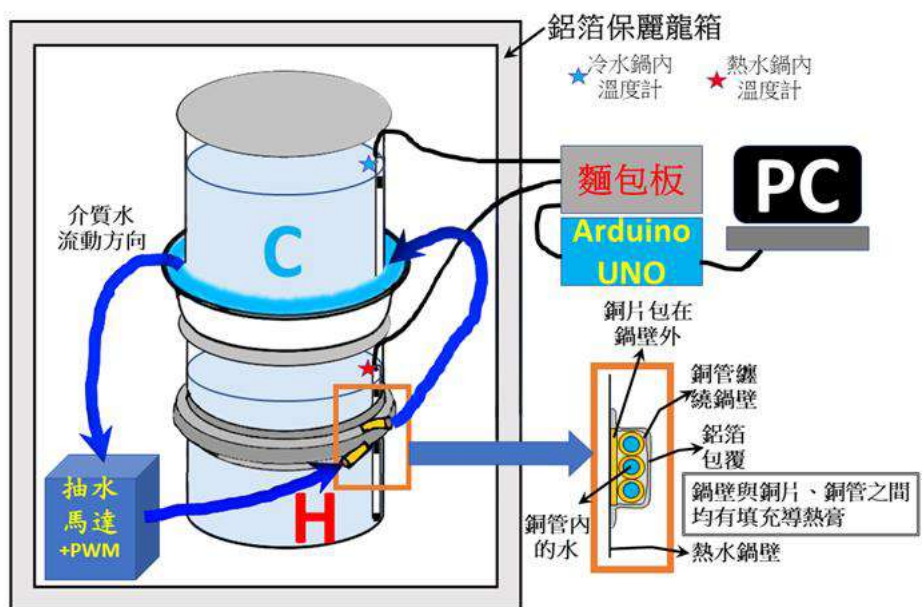 鋁箔保麗龍箱
冷水鍋內
溫度計
熱水鍋內
溫度計
麵包板
PC
Arduino
UNO
介質水
流動方向
C
銅片包在
鍋壁外
銅管纏
繞鍋壁
鋁箔
包覆
鍋壁與銅片、銅管之間
均有填充導熱膏
銅管內
的水
熱水鍋壁
抽水
馬達
+PWM
H